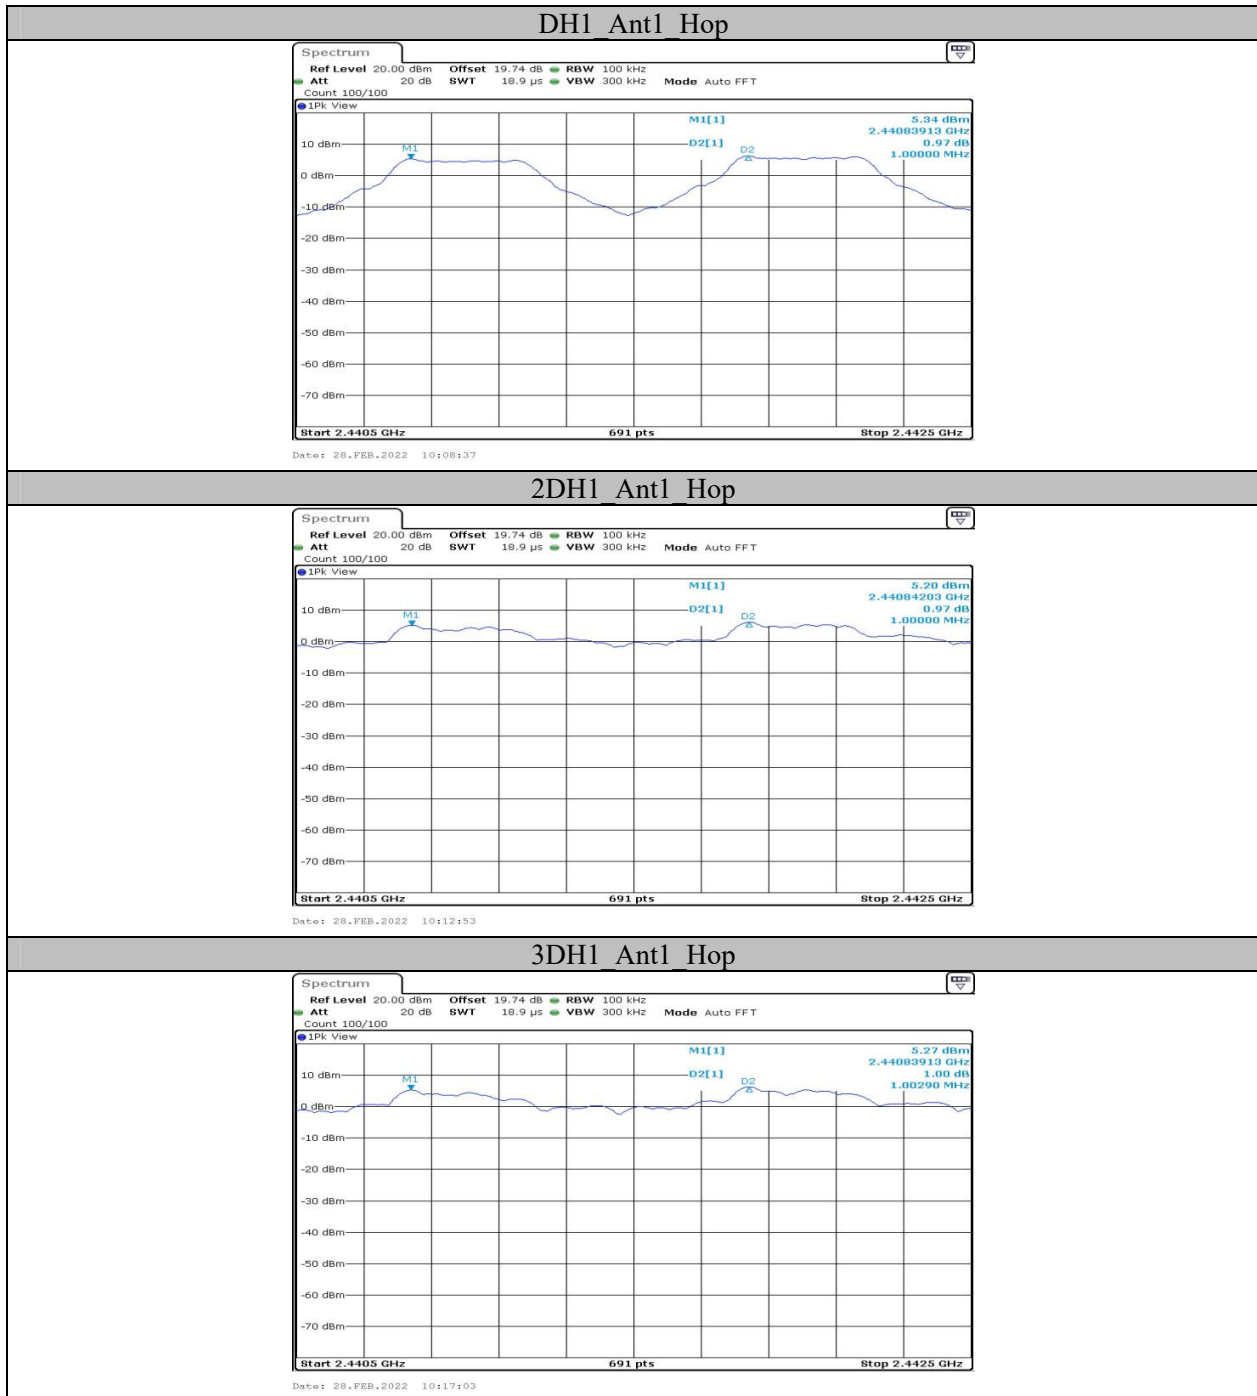 DH1_Ant1_Hop
Spectrum
Ref Level 20.00 dBm Offset 19.74 dB RBW 100 kHz
Att 20 dB SWT 18.9 µs VBW 300 kHz Mode Auto FFT
Count 100/100
1Pk View
M1[1] 5.34 dBm
2.44083913 GHz
D2[1] 0.97 dB
1.00000 MHz
M1
D2
10 dBm
0 dBm
-10 dBm
-20 dBm
-30 dBm
-40 dBm
-50 dBm
-60 dBm
-70 dBm
Start 2.4405 GHz 691 pts Stop 2.4425 GHz
Date: 28.FEB.2022 10:08:37
2DH1_Ant1_Hop
Spectrum
Ref Level 20.00 dBm Offset 19.74 dB RBW 100 kHz
Att 20 dB SWT 18.9 µs VBW 300 kHz Mode Auto FFT
Count 100/100
1Pk View
M1[1] 5.20 dBm
2.44084203 GHz
D2[1] 0.97 dB
1.00000 MHz
M1
D2
10 dBm
0 dBm
-10 dBm
-20 dBm
-30 dBm
-40 dBm
-50 dBm
-60 dBm
-70 dBm
Start 2.4405 GHz 691 pts Stop 2.4425 GHz
Date: 28.FEB.2022 10:12:53
3DH1_Ant1_Hop
Spectrum
Ref Level 20.00 dBm Offset 19.74 dB RBW 100 kHz
Att 20 dB SWT 18.9 µs VBW 300 kHz Mode Auto FFT
Count 100/100
1Pk View
M1[1] 5.27 dBm
2.44083913 GHz
D2[1] 1.00 dB
1.00290 MHz
M1
D2
10 dBm
0 dBm
-10 dBm
-20 dBm
-30 dBm
-40 dBm
-50 dBm
-60 dBm
-70 dBm
Start 2.4405 GHz 691 pts Stop 2.4425 GHz
Date: 28.FEB.2022 10:17:03